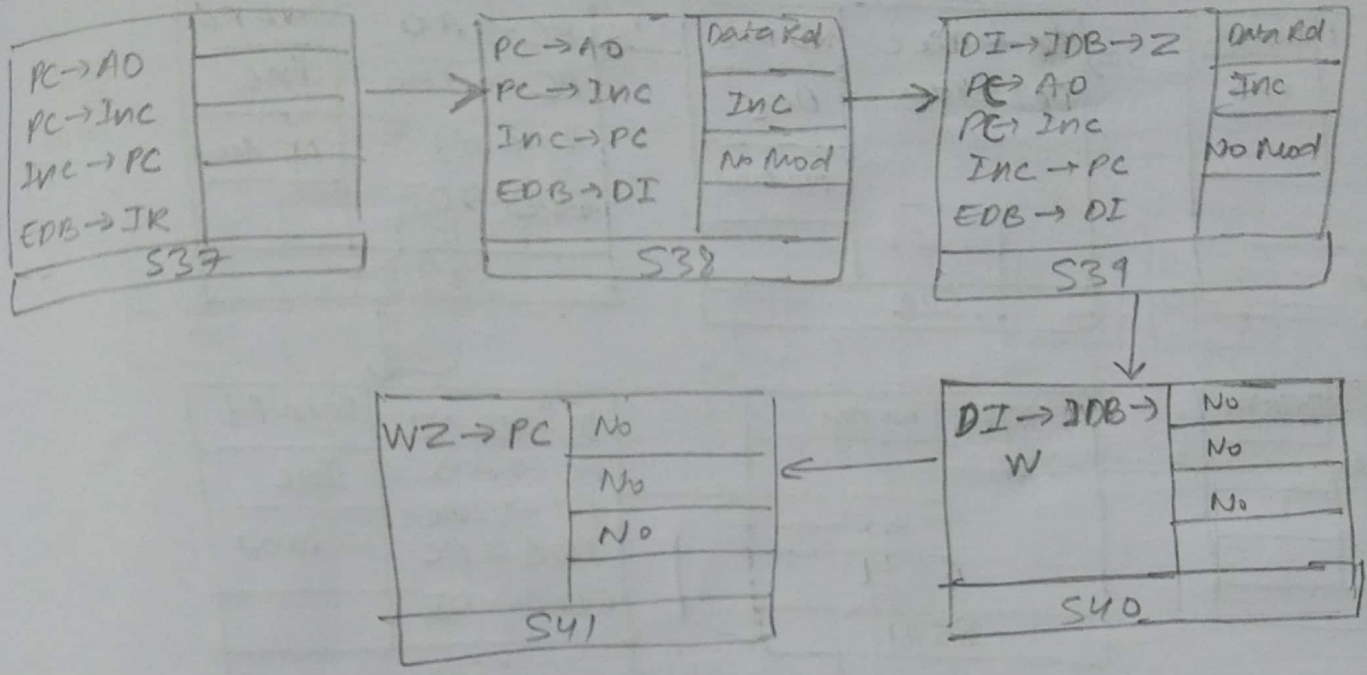 PC→AO
PC→Inc
Inc→PC
EDB→IR
S37
PC→AO
PC→Inc
Inc→PC
EDB→DI
Data Rd
Inc
No Mod
S38
DI→IDB→Z
PC→AO
PC→Inc
Inc→PC
EDB→DI
Data Rd
Inc
No Mod
S39
WZ→PC
No
No
No
S41
DI→IDB→
W
No
No
No
S40